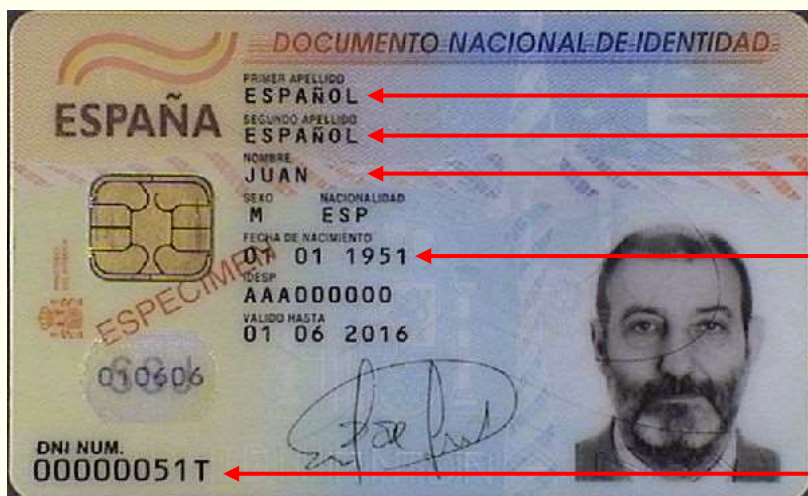 DOCUMENTO NACIONAL DE IDENTIDAD
ESPAÑA
PRIMER APELLIDO
ESPAÑOL
SEGUNDO APELLIDO
ESPAÑOL
NOMBRE
JUAN
SEXO NACIONALIDAD
M ESP
FECHA DE NACIMIENTO
01 01 1951
IDESP
AAA000000
VALIDO HASTA
01 06 2016
ESPECIMEN
010606
DNI NUM.
00000051T